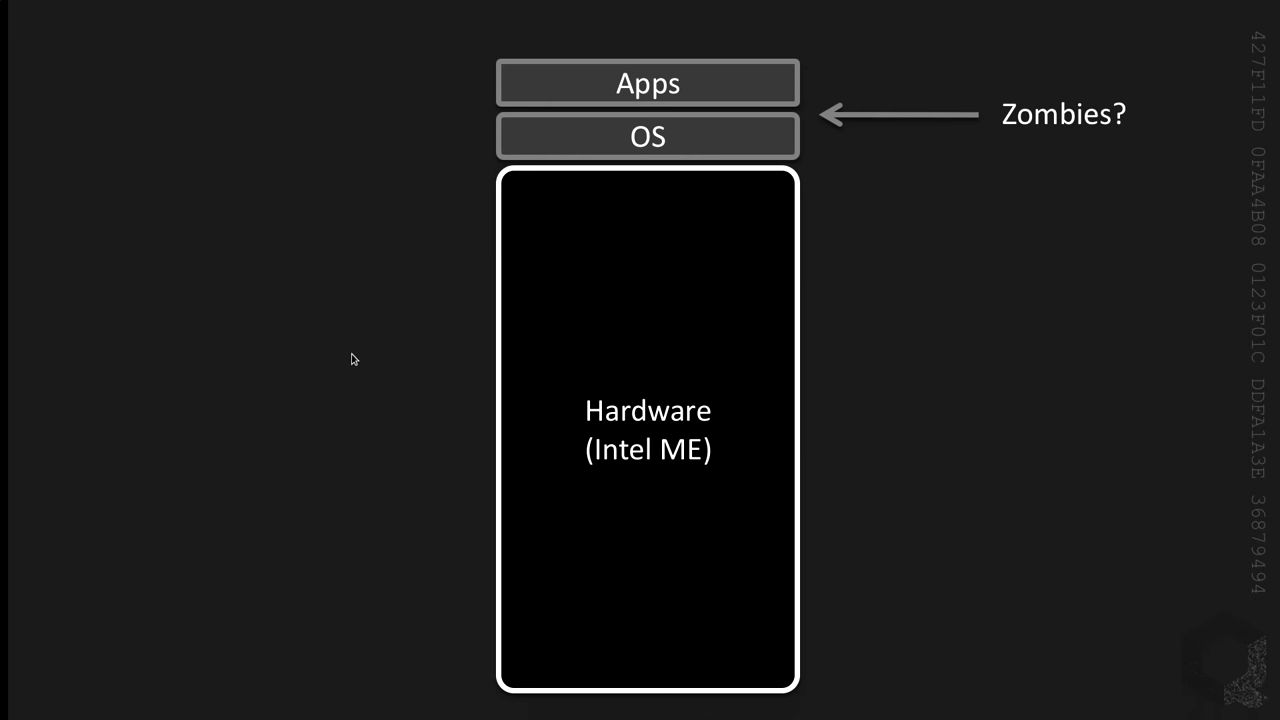 Apps
OS
Zombies?
Hardware
(Intel ME)
427F11FD 0FAA4B08 0123F01C DDFA1A3E 36879494